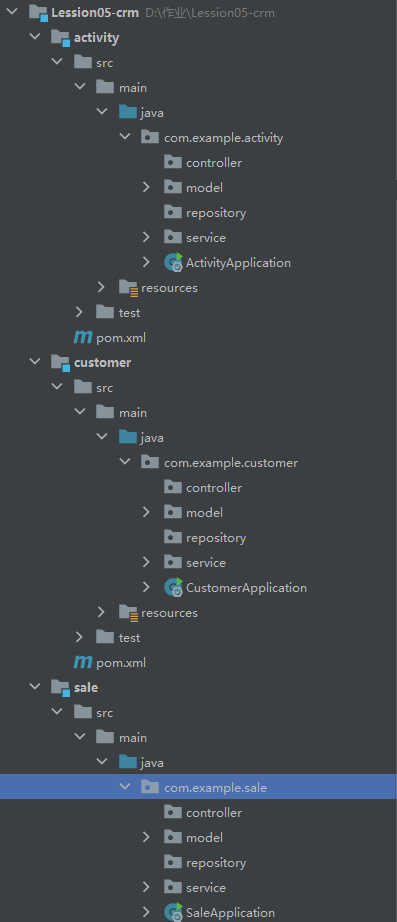 Lession05-crm D:\作业\Lession05-crm
activity
src
main
java
com.example.activity
controller
model
repository
service
ActivityApplication
resources
test
pom.xml
customer
src
main
java
com.example.customer
controller
model
repository
service
CustomerApplication
resources
test
pom.xml
sale
src
main
java
com.example.sale
controller
model
repository
service
SaleApplication